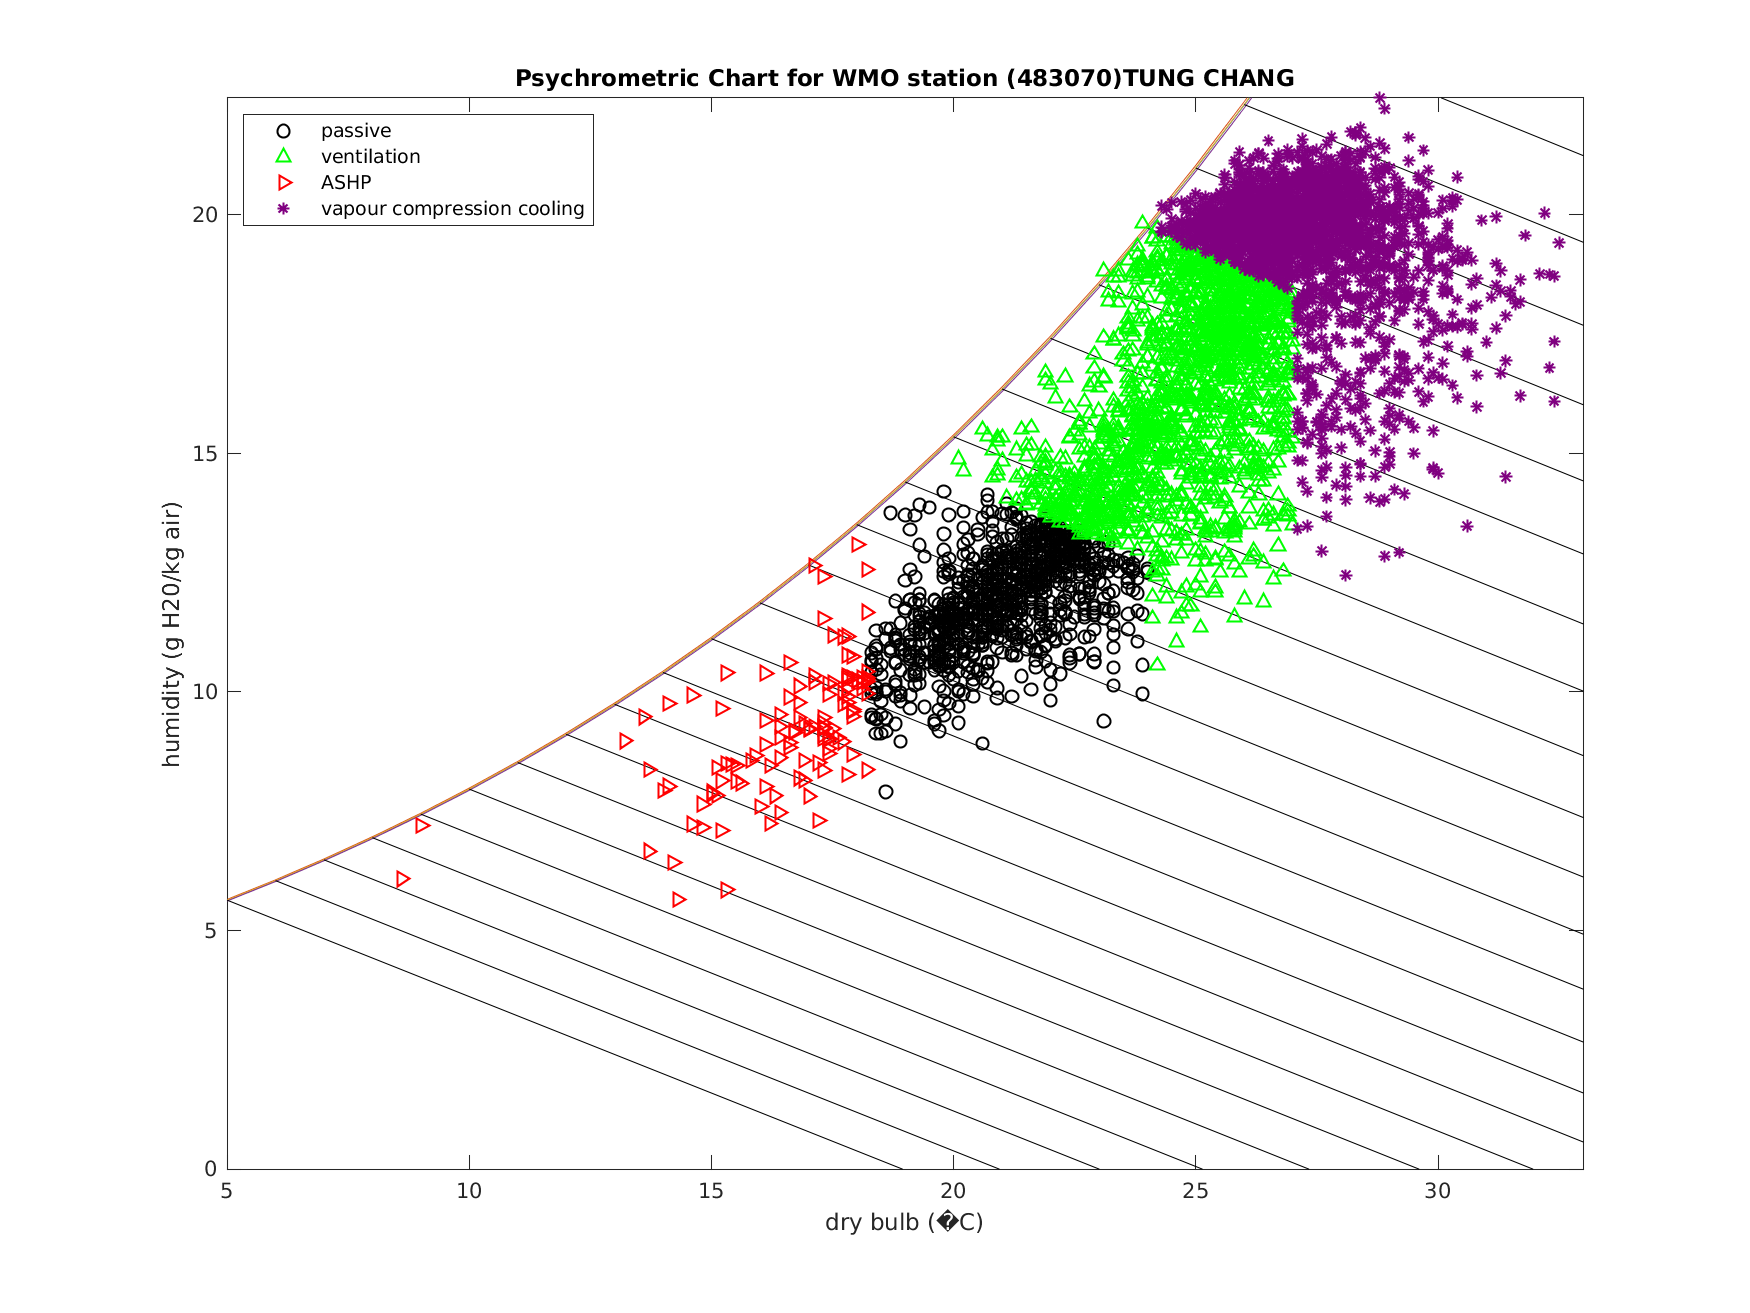 Psychrometric Chart for WMO station (483070)TUNG CHANG
passive
ventilation
ASHP
vapour compression cooling
20
15
10
5
0
humidity (g H20/kg air)
5 10 15 20 25 30
dry bulb (�C)